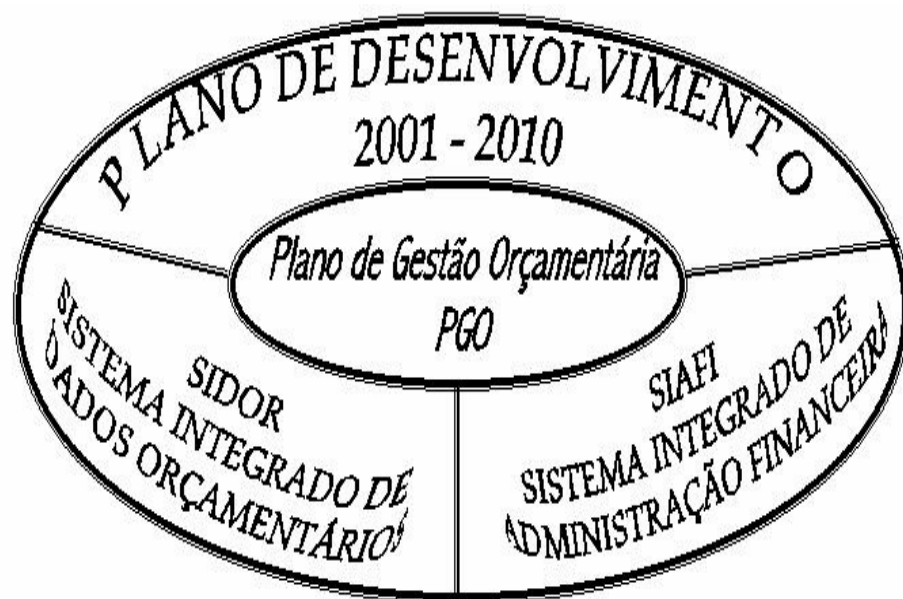 PLANO DE DESENVOLVIMENTO
2001 - 2010
Plano de Gestão Orçamentária
PGO
SIDOR
SISTEMA INTEGRADO DE
DADOS ORÇAMENTÁRIOS
SIAFI
SISTEMA INTEGRADO DE
ADMINISTRAÇÃO FINANCEIRA